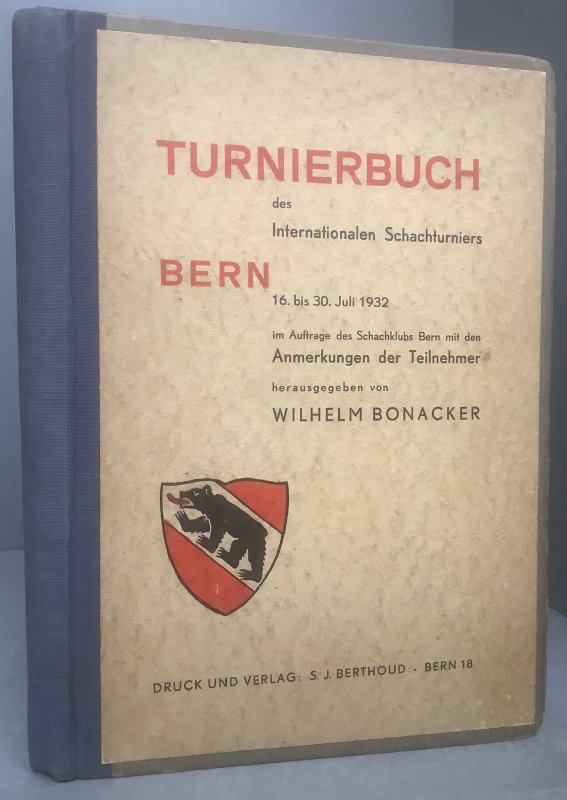 TURNIERBUCH
des
Internationalen Schachturniers
BERN
16. bis 30. Juli 1932
im Auftrage des Schachklubs Bern mit den
Anmerkungen der Teilnehmer
herausgegeben von
WILHELM BONACKER
DRUCK UND VERLAG: S. J. BERTHOUD - BERN 18